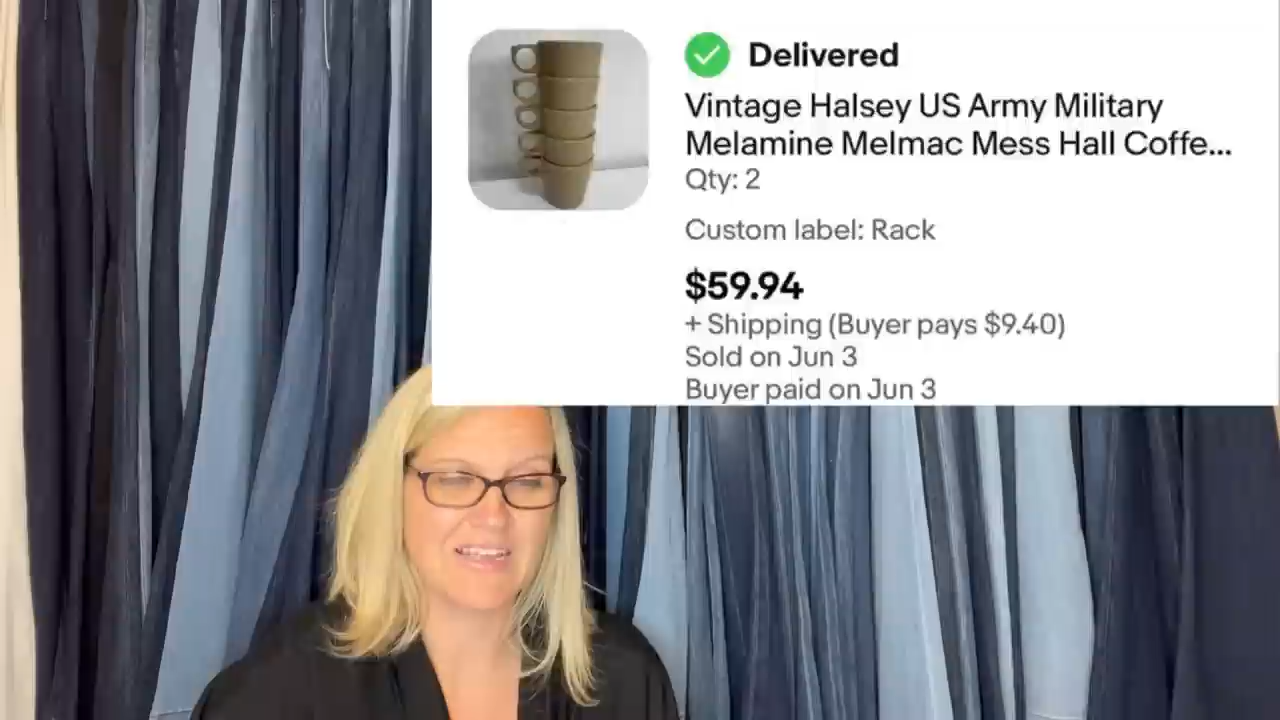 Delivered
Vintage Halsey US Army Military
Melamine Melmac Mess Hall Coffe...
Qty: 2
Custom label: Rack
$59.94
+ Shipping (Buyer pays $9.40)
Sold on Jun 3
Buyer paid on Jun 3